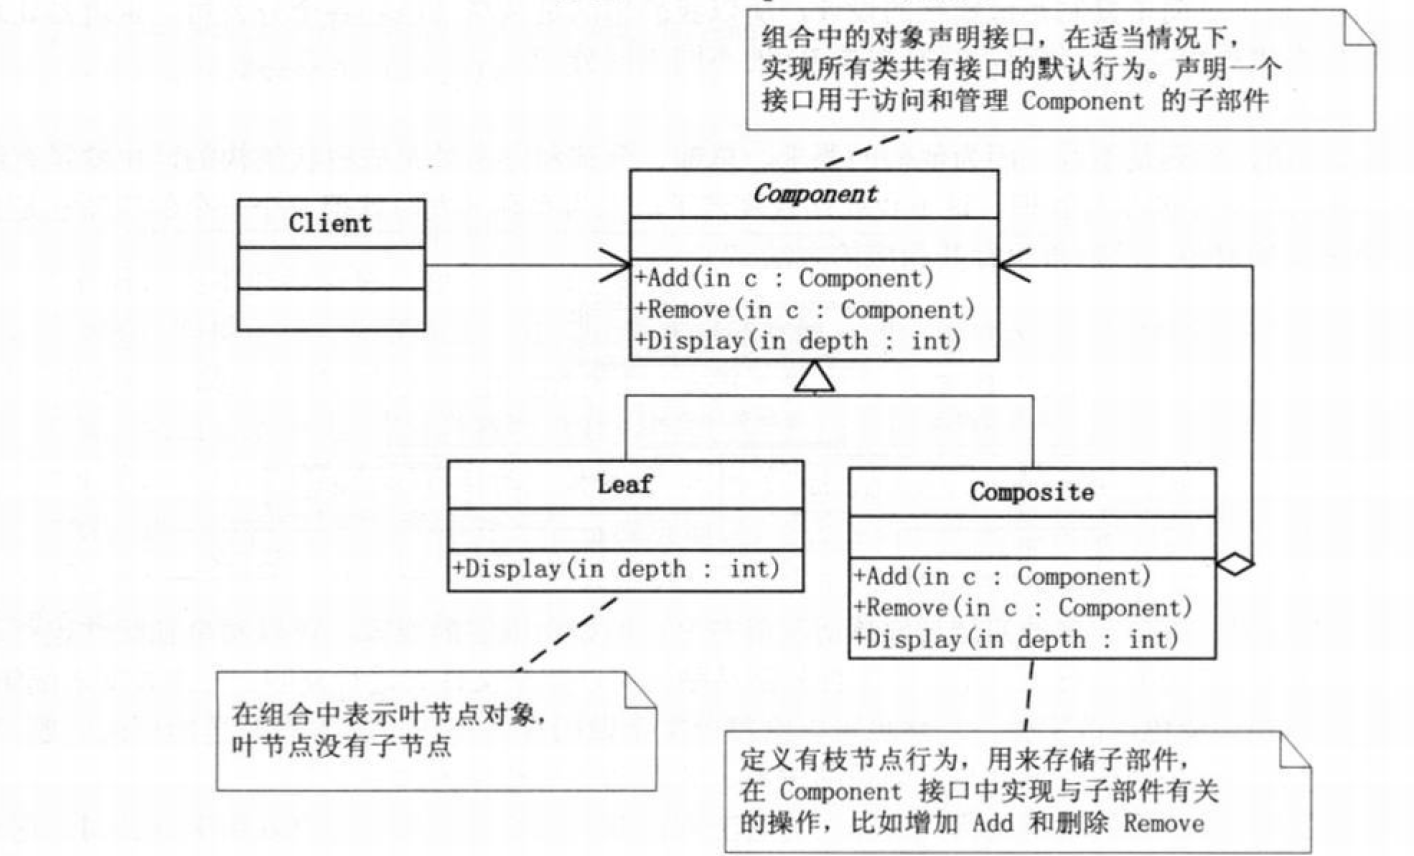 组合中的对象声明接口，在适当情况下，
实现所有类共有接口的默认行为。声明一个
接口用于访问和管理 Component 的子部件
Component
+Add(in c : Component)
+Remove(in c : Component)
+Display(in depth : int)
Client
Leaf
+Display(in depth : int)
Composite
+Add(in c : Component)
+Remove(in c : Component)
+Display(in depth : int)
在组合中表示叶节点对象，
叶节点没有子节点
定义有枝节点行为，用来存储子部件，
在 Component 接口中实现与子部件有关
的操作，比如增加 Add 和删除 Remove